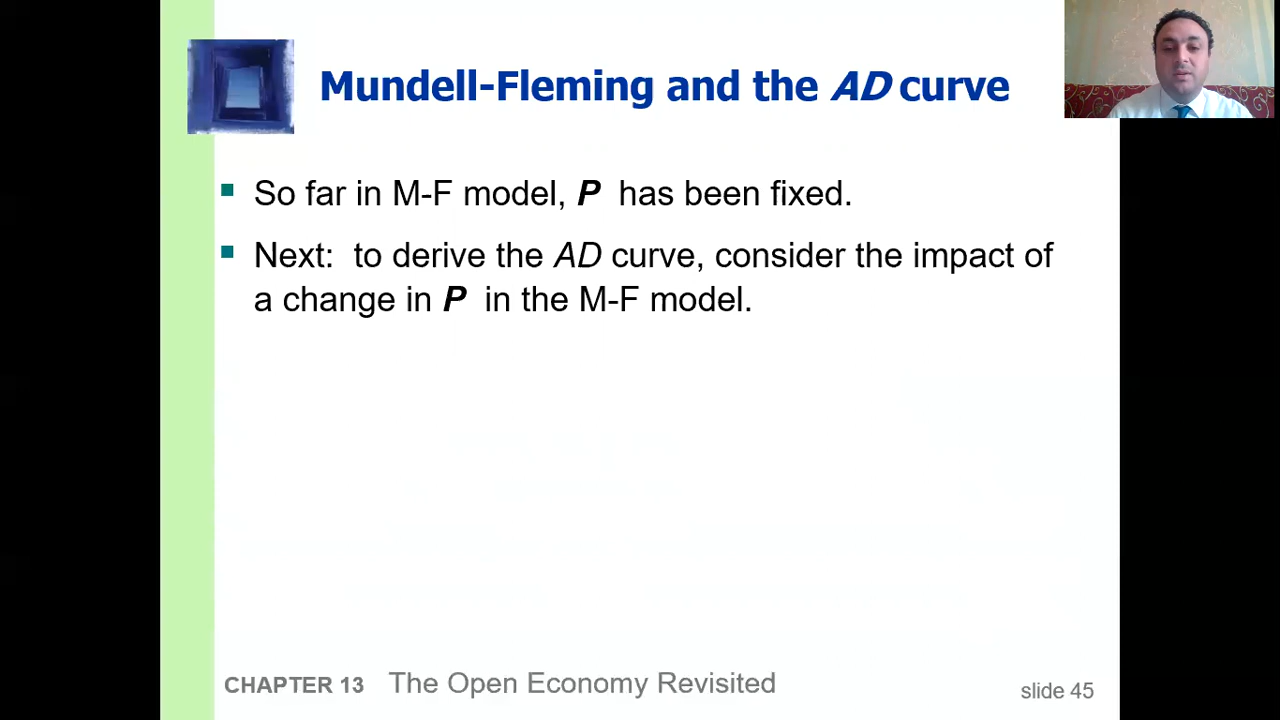 Mundell-Fleming and the AD curve
So far in M-F model, P has been fixed.
Next: to derive the AD curve, consider the impact of
a change in P in the M-F model.
CHAPTER 13 The Open Economy Revisited
slide 45